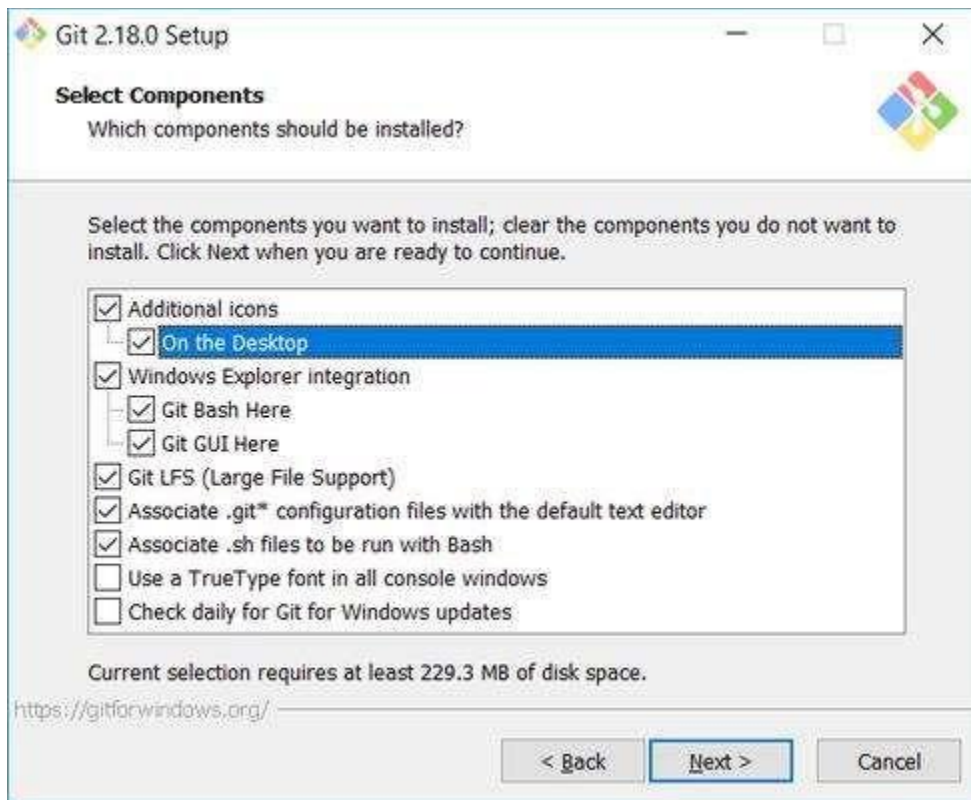 Git 2.18.0 Setup
Select Components
Which components should be installed?
Select the components you want to install; clear the components you do not want to
install. Click Next when you are ready to continue.
Additional icons
On the Desktop
Windows Explorer integration
Git Bash Here
Git GUI Here
Git LFS (Large File Support)
Associate .git* configuration files with the default text editor
Associate .sh files to be run with Bash
Use a TrueType font in all console windows
Check daily for Git for Windows updates
Current selection requires at least 229.3 MB of disk space.
https://gitforwindows.org/
< Back Next > Cancel